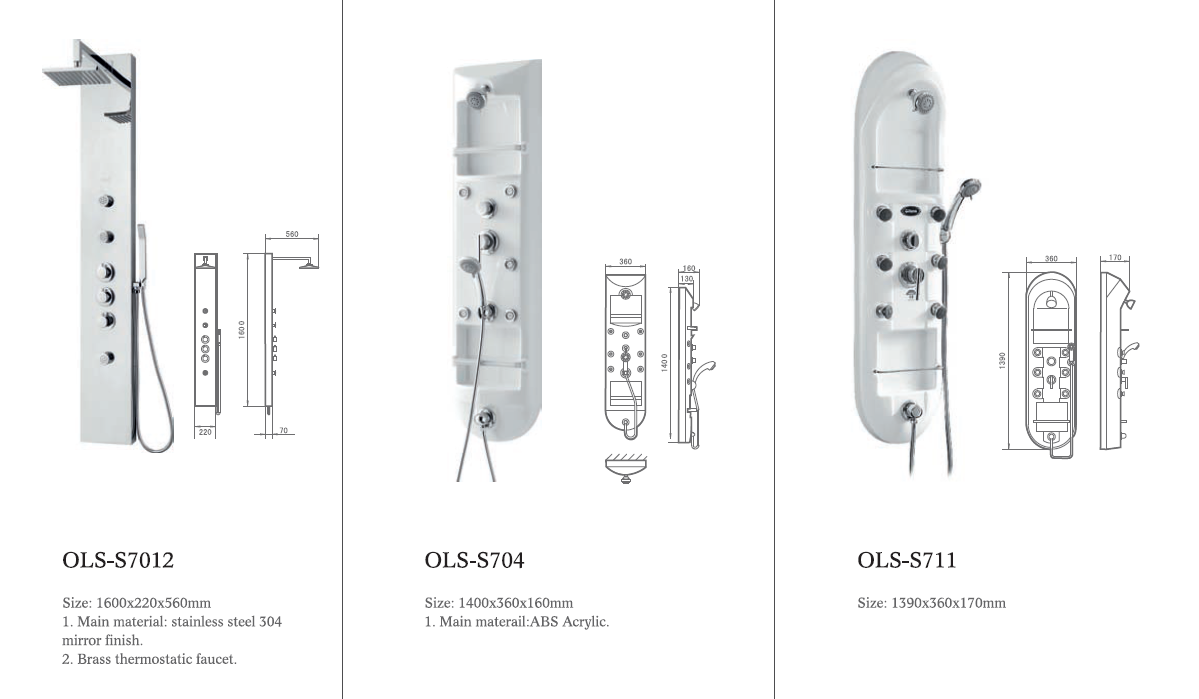 560
1600
220
70
OLS-S7012
Size: 1600x220x560mm
1. Main material: stainless steel 304
mirror finish.
2. Brass thermostatic faucet.
360
160
130
1400
OLS-S704
Size: 1400x360x160mm
1. Main materail:ABS Acrylic.
360
170
1390
OLS-S711
Size: 1390x360x170mm